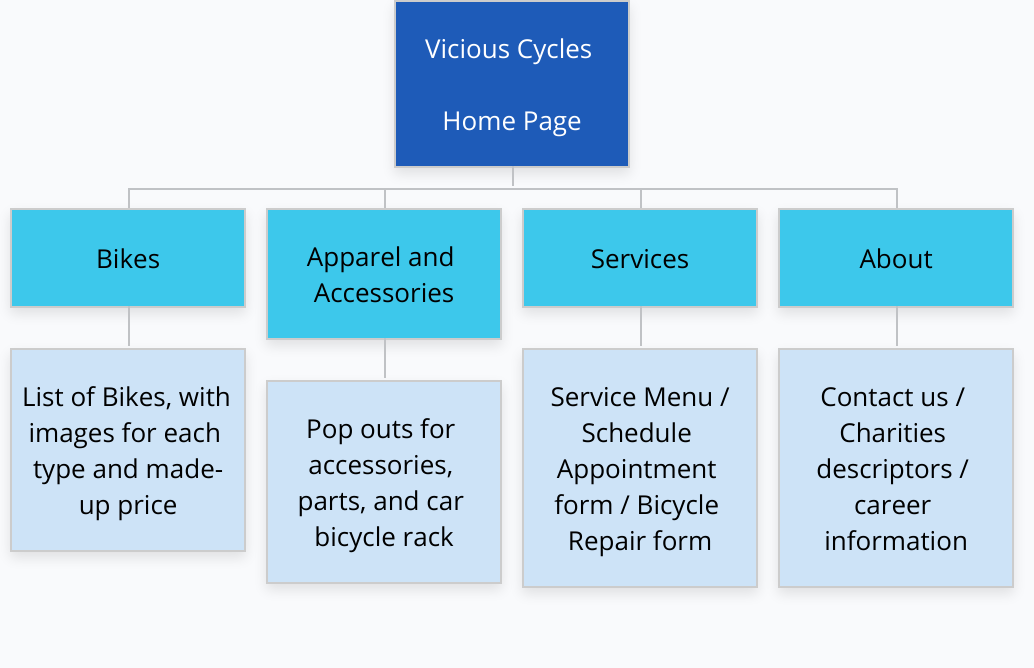 Vicious Cycles
Home Page
Bikes
Apparel and
Accessories
Services
About
List of Bikes, with
images for each
type and made-
up price
Pop outs for
accessories,
parts, and car
bicycle rack
Service Menu /
Schedule
Appointment
form / Bicycle
Repair form
Contact us /
Charities
descriptors /
career
information